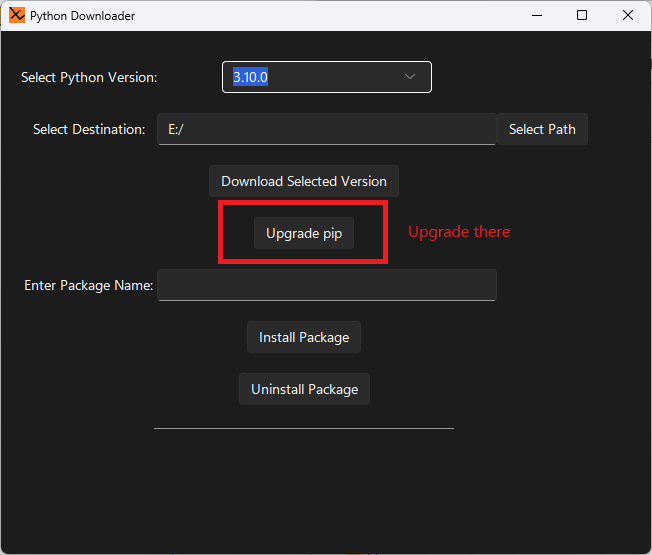 Python Downloader
Select Python Version: 3.10.0
Select Destination: E:/ Select Path
Download Selected Version
Upgrade pip Upgrade there
Enter Package Name:
Install Package
Uninstall Package